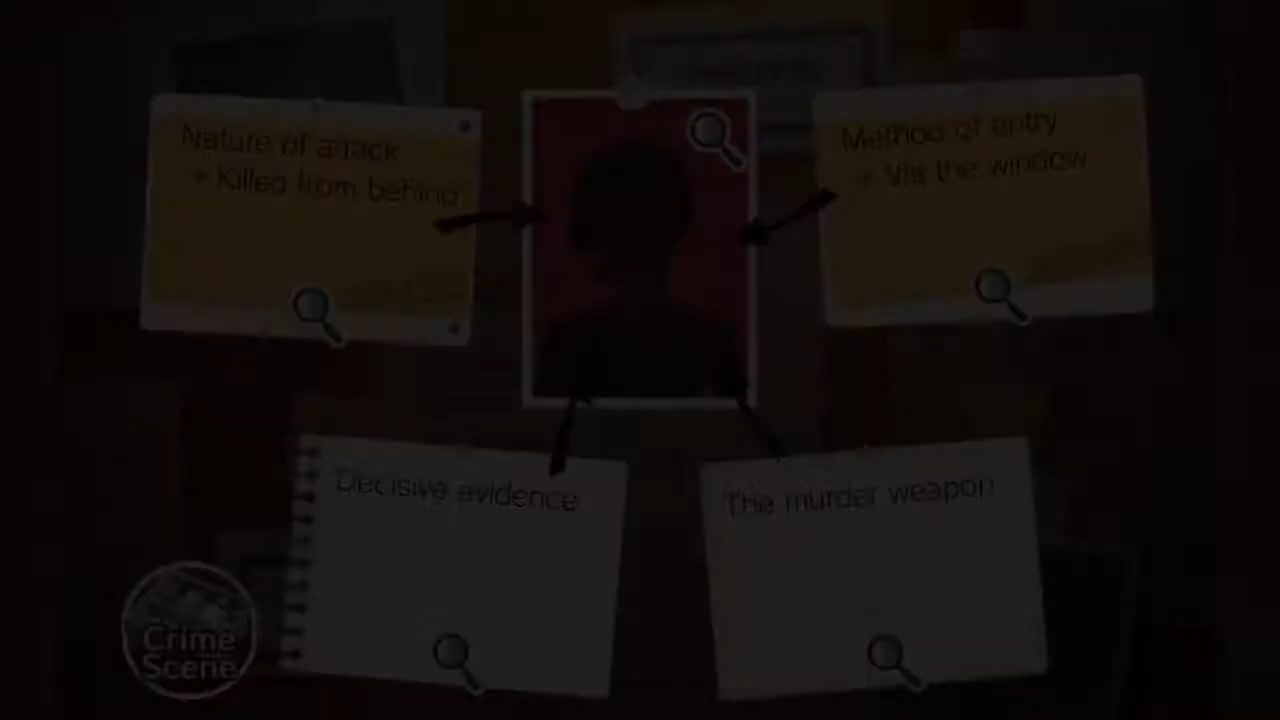 Nature of attack
• Killed from behind
Method of entry
• Via the window
Decisive evidence
The murder weapon
Crime
Scene